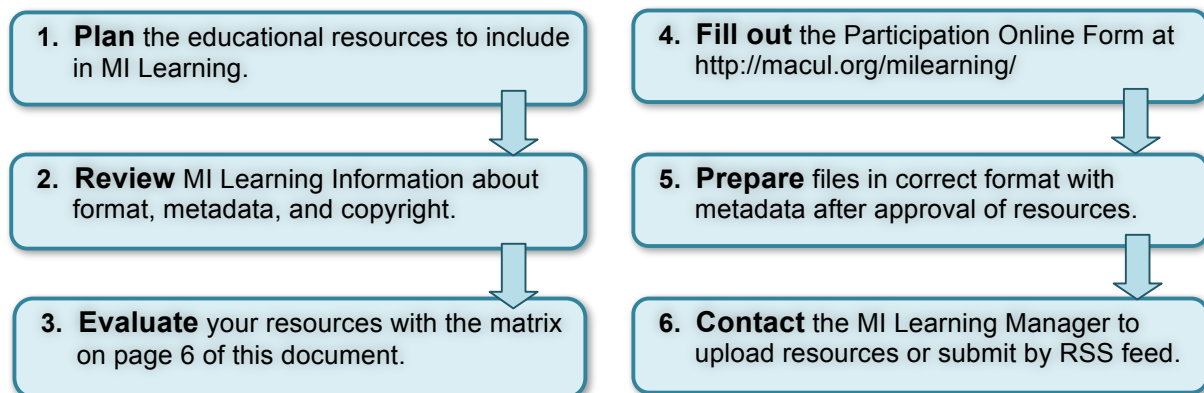 1. Plan the educational resources to include
in MI Learning.
2. Review MI Learning Information about
format, metadata, and copyright.
3. Evaluate your resources with the matrix
on page 6 of this document.
4. Fill out the Participation Online Form at
http://macul.org/milearning/
5. Prepare files in correct format with
metadata after approval of resources.
6. Contact the MI Learning Manager to
upload resources or submit by RSS feed.